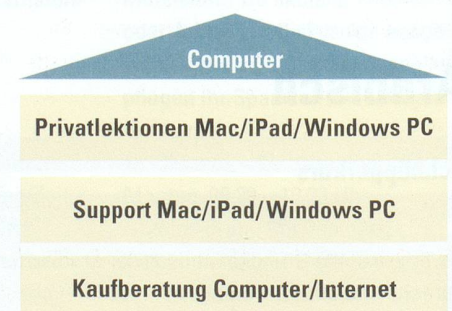 Computer
Privatlektionen Mac/iPad/Windows PC
Support Mac/iPad/Windows PC
Kaufberatung Computer/Internet